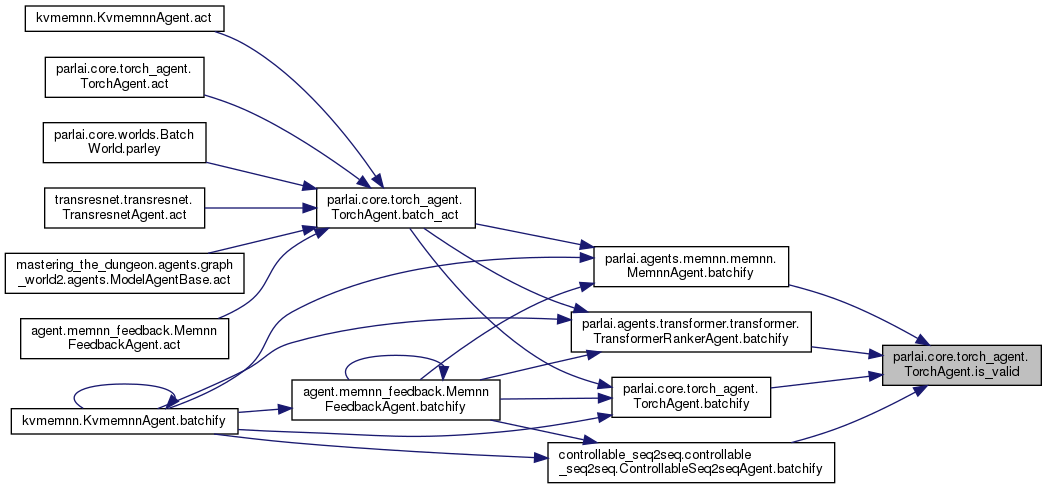 kvmemnn.KvmemnnAgent.act
parlai.core.torch_agent.
TorchAgent.act
parlai.core.worlds.Batch
World.parley
transresnet.transresnet.
TransresnetAgent.act
mastering_the_dungeon.agents.graph
_world2.agents.ModelAgentBase.act
agent.memnn_feedback.Memnn
FeedbackAgent.act
kvmemnn.KvmemnnAgent.batchify
parlai.core.torch_agent.
TorchAgent.batch_act
agent.memnn_feedback.Memnn
FeedbackAgent.batchify
parlai.agents.memnn.memnn.
MemnnAgent.batchify
parlai.agents.transformer.transformer.
TransformerRankerAgent.batchify
parlai.core.torch_agent.
TorchAgent.batchify
controllable_seq2seq.controllable
_seq2seq.ControllableSeq2seqAgent.batchify
parlai.core.torch_agent.
TorchAgent.is_valid